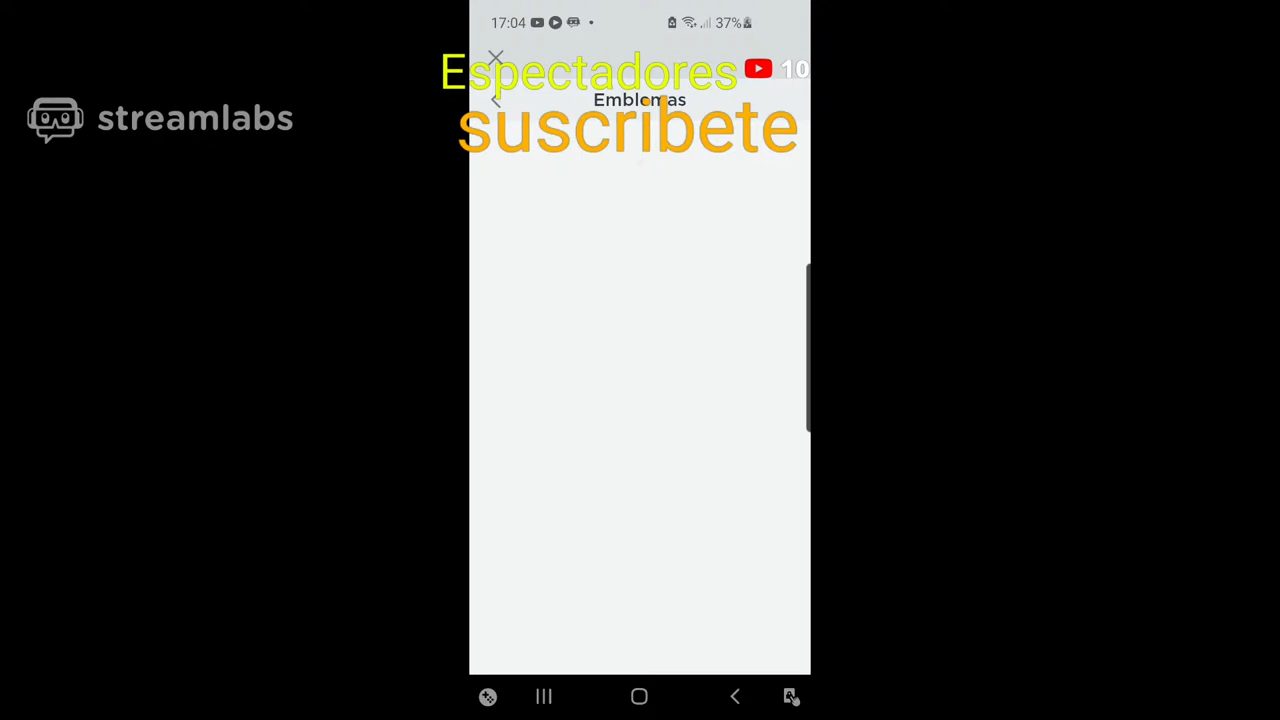 17:04
37%
Espectadores
10
streamlabs
Emblemas
suscribete